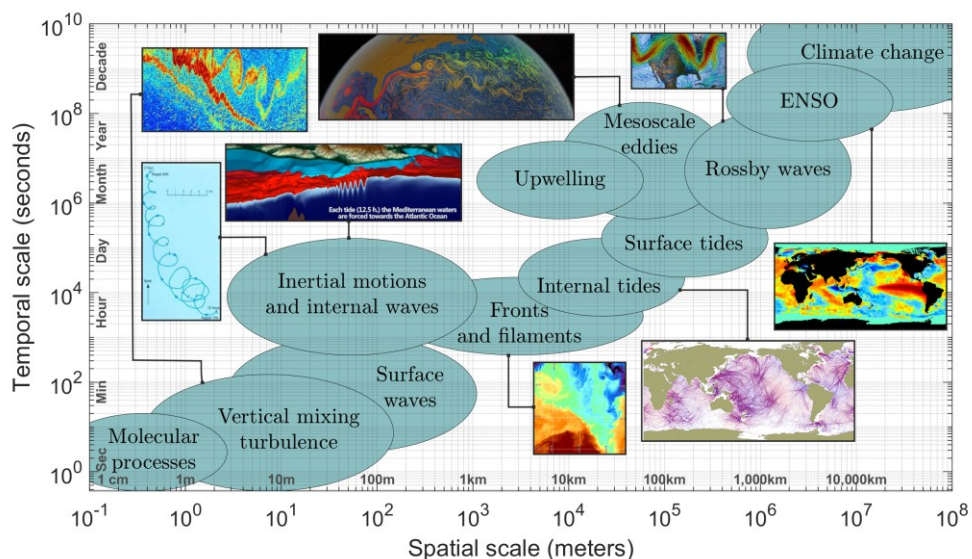 10^10
10^8
10^6
10^4
10^2
10^0
Temporal scale (seconds)
Decade
Year
Month
Day
Hour
Min
Sec
Climate change
ENSO
Mesoscale
eddies
Rossby waves
Upwelling
Each tide (12.5 h.) the Mediterranean waters
are forced towards the Atlantic Ocean
Surface tides
Inertial motions
and internal waves
Internal tides
Fronts
and filaments
Surface
waves
Vertical mixing
turbulence
Molecular
processes
1 cm
1m
10m
100m
1km
10km
100km
1,000km
10,000km
10^-1
10^0
10^1
10^2
10^3
10^4
10^5
10^6
10^7
10^8
Spatial scale (meters)